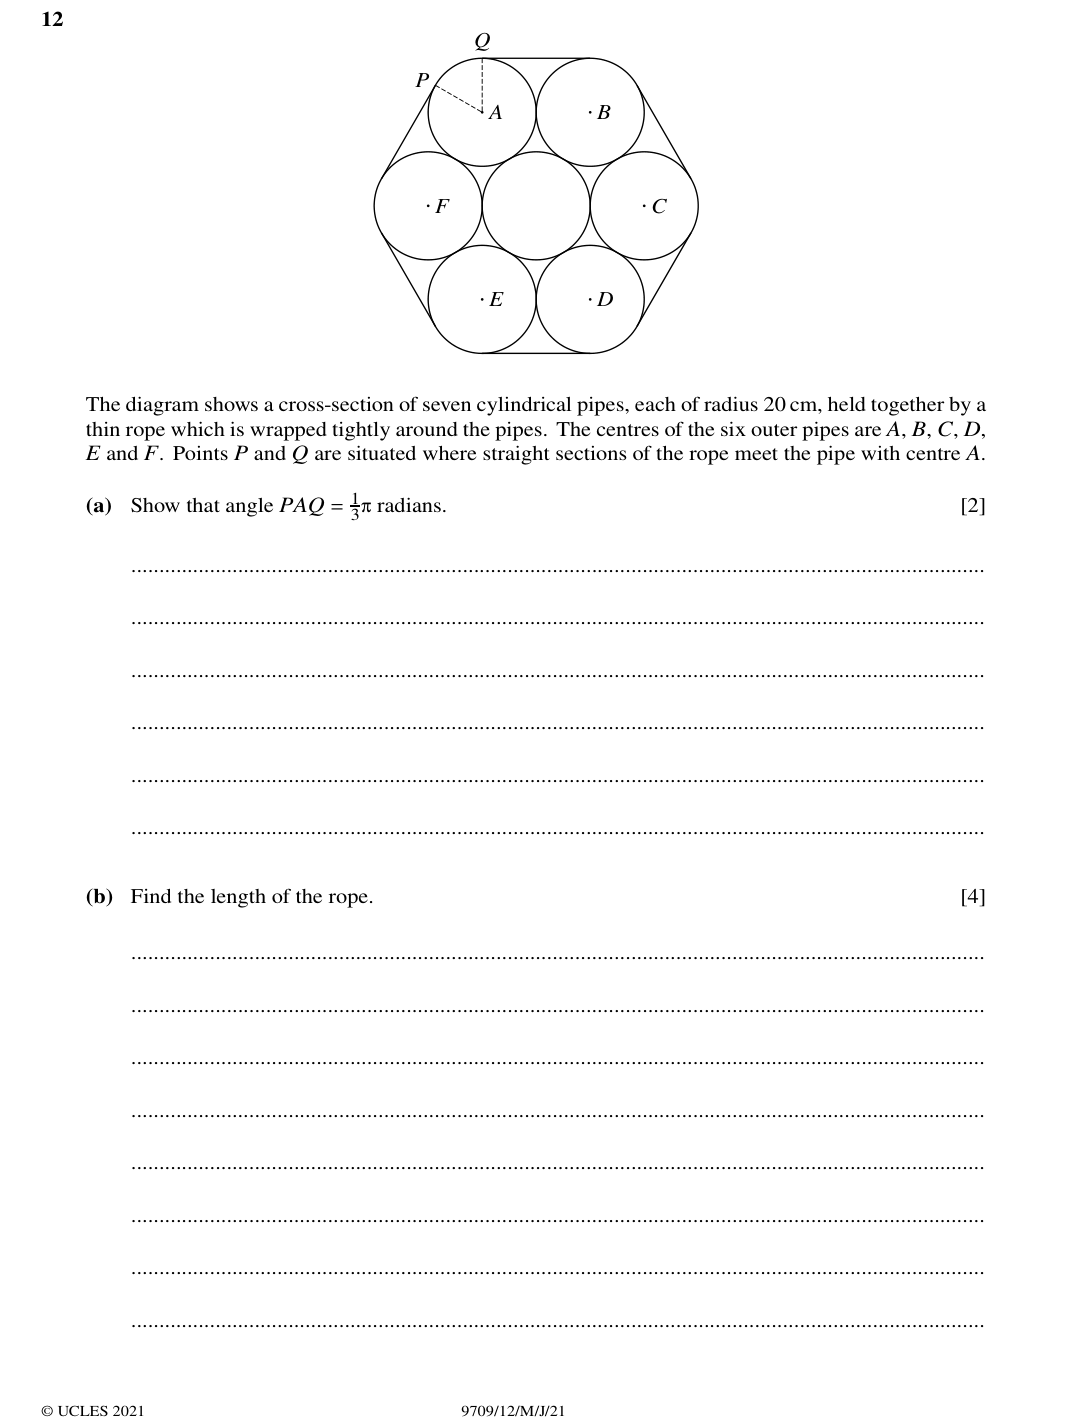 12
Q
P
A
B
F
C
E
D
The diagram shows a cross-section of seven cylindrical pipes, each of radius 20 cm, held together by a
thin rope which is wrapped tightly around the pipes. The centres of the six outer pipes are A, B, C, D,
E and F. Points P and Q are situated where straight sections of the rope meet the pipe with centre A.
(a) Show that angle PAQ = 1/3π radians. [2]
(b) Find the length of the rope. [4]
© UCLES 2021 9709/12/M/J/21